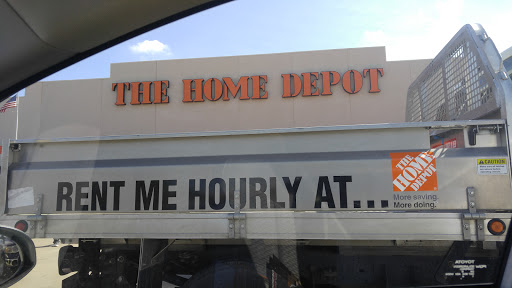 THE HOME DEPOT
RENT ME HOURLY AT...
THE
HOME
DEPOT
More saving.
More doing.
CAUTION